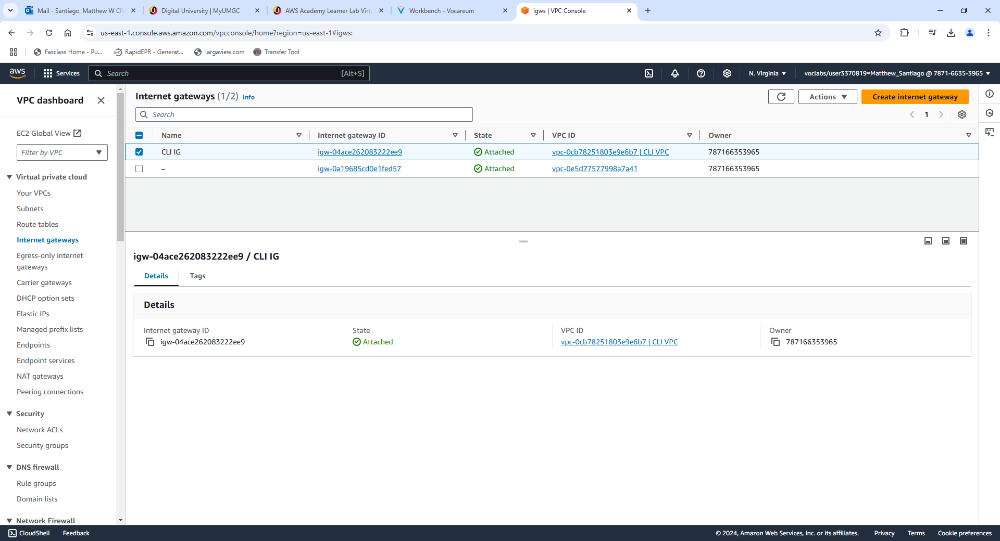 Mail - Santiago, Matthew W CIV
Digital University | MyUMGC
AWS Academy Learner Lab Virtu
Workbench - Vocareum
igws | VPC Console
us-east-1.console.aws.amazon.com/vpcconsole/home?region=us-east-1#igws:
Fasclass Home - Pu...
RapidEPR - Generat...
largaview.com
NTU
Transfer Tool
aws
Services
Search
[Alt+S]
N. Virginia
voclabs/user3370819=Matthew_Santiago @ 7871-6635-3965
VPC dashboard
EC2 Global View
Filter by VPC
Virtual private cloud
Your VPCs
Subnets
Route tables
Internet gateways
Egress-only internet
gateways
Carrier gateways
DHCP option sets
Elastic IPs
Managed prefix lists
Endpoints
Endpoint services
NAT gateways
Peering connections
Security
Network ACLs
Security groups
DNS firewall
Rule groups
Domain lists
Network Firewall
Internet gateways (1/2) Info
Actions
Create internet gateway
Search
1
Name Internet gateway ID State VPC ID Owner
CLI IG igw-04ace262083222ee9 Attached vpc-0cb78251803e9e6b7 | CLI VPC 787166353965
– igw-0a19685cd0e1fed57 Attached vpc-0e5d77577998a7a41 787166353965
igw-04ace262083222ee9 / CLI IG
Details Tags
Details
Internet gateway ID State VPC ID Owner
igw-04ace262083222ee9 Attached vpc-0cb78251803e9e6b7 | CLI VPC 787166353965
CloudShell Feedback
© 2024, Amazon Web Services, Inc. or its affiliates. Privacy Terms Cookie preferences